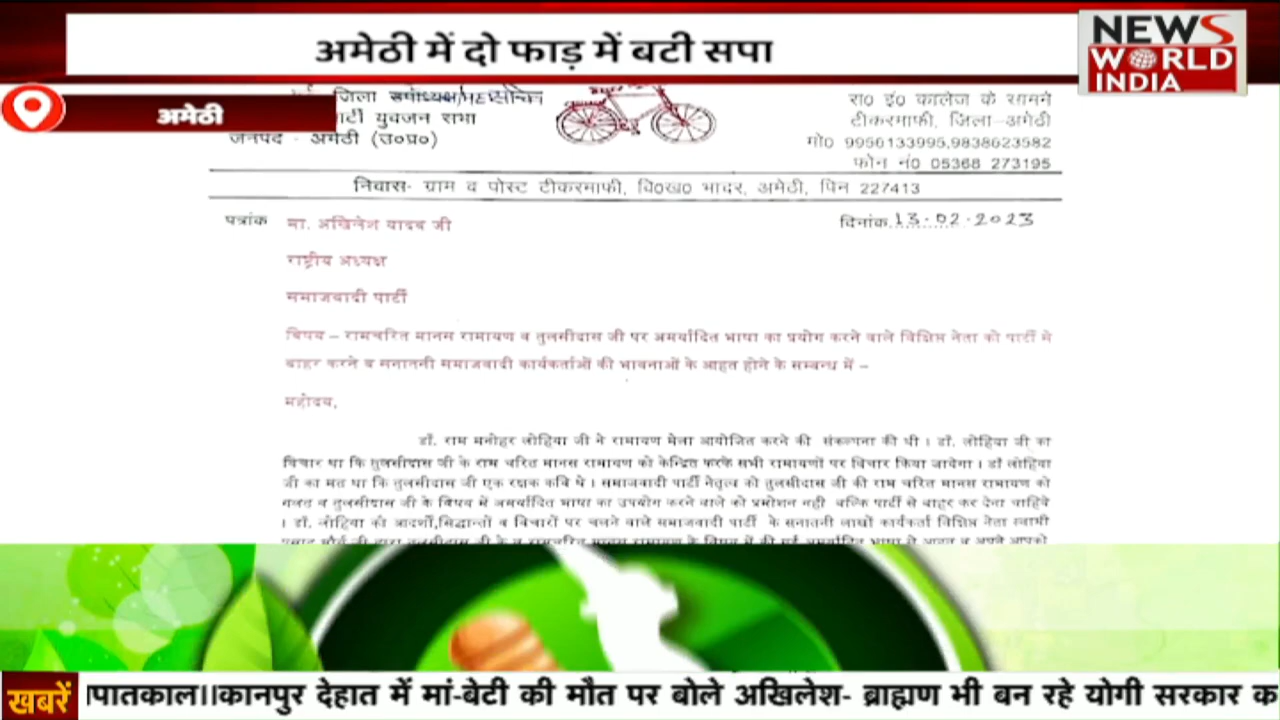 अमेठी में दो फाड़ में बटी सपा
NEWS
WORLD
INDIA
अमेठी
जिला
र्टी युवजन सभा
जनपद - अमेठी (उ०प्र०)
रा० इं० कालेज के सामने
टीकरमाफी, जिला-अमेठी
मो0 9956133995,9838623582
फोन नं0 05368 273195
निवास- ग्राम व पोस्ट टीकरमाफी, वि०ख० भादर, अमेठी, पिन 227413
पत्रांक मा. अखिलेश यादव जी
दिनांक 13-02-2023
राष्ट्रीय अध्यक्ष
समाजवादी पार्टी
विषय – रामचरित मानस रामायण व तुलसीदास जी पर अमर्यादित भाषा का प्रयोग करने वाले विक्षिप्त नेता को पार्टी से
बाहर करने व सनातनी समाजवादी कार्यकर्ताओं की भावनाओं के आहत होने के सम्बन्ध में –
महोदय,
डॉ. राम मनोहर लोहिया जी ने रामायण मेला आयोजित करने की संकल्पना की थी । डॉ. लोहिया जी का
विचार था कि तुलसीदास जी के राम चरित मानस रामायण को केन्द्रित करके सभी रामायणों पर विचार किया जायेगा । डॉ लोहिया
जी का मत था कि तुलसीदास जी एक रक्षक कवि थे । समाजवादी पार्टी नेतृत्व को तुलसीदास जी की राम चरित मानस रामायण को
गलत व तुलसीदास जी के विषय में अमर्यादित भाषा का उपयोग करने वाले को प्रमोशन नही बल्कि पार्टी से बाहर कर देना चाहिये
। डॉ. लोहिया की आदर्शो,सिद्धान्तों व विचारों पर चलने वाले समाजवादी पार्टी के सनातनी लाखों कार्यकर्ता विक्षिप्त नेता स्वामी
खबरें
पातकाल।।कानपुर देहात में मां-बेटी की मौत पर बोले अखिलेश- ब्राह्मण भी बन रहे योगी सरकार क